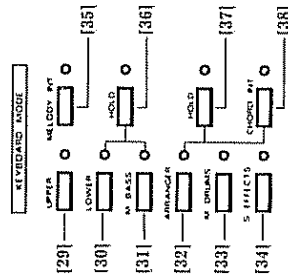 KEYBOARD MODE
[35]
[36]
[37]
[38]
MELODY INT
HOLD
HOLD
CHORD INT
UPPER
LOWER
M. BASS
ARRANGER
M DRUMS
S EFFECTS
[29]
[30]
[31]
[32]
[33]
[34]